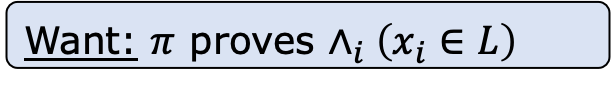 Want: π proves ∧ᵢ (xᵢ ∈ L)